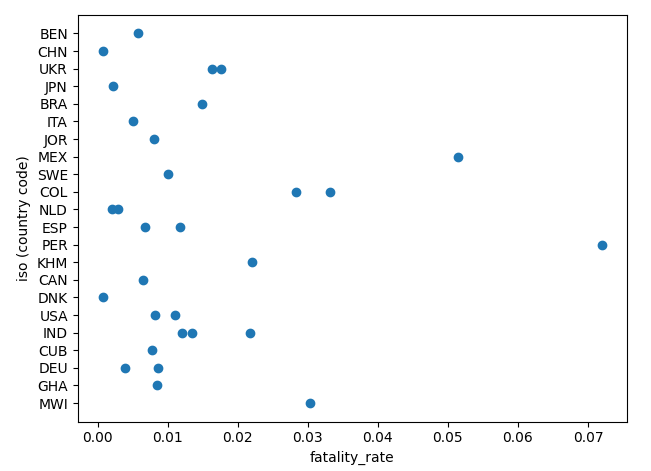 BEN
CHN
UKR
JPN
BRA
ITA
JOR
MEX
SWE
COL
NLD
ESP
PER
KHM
CAN
DNK
USA
IND
CUB
DEU
GHA
MWI
iso (country code)
0.00 0.01 0.02 0.03 0.04 0.05 0.06 0.07
fatality_rate